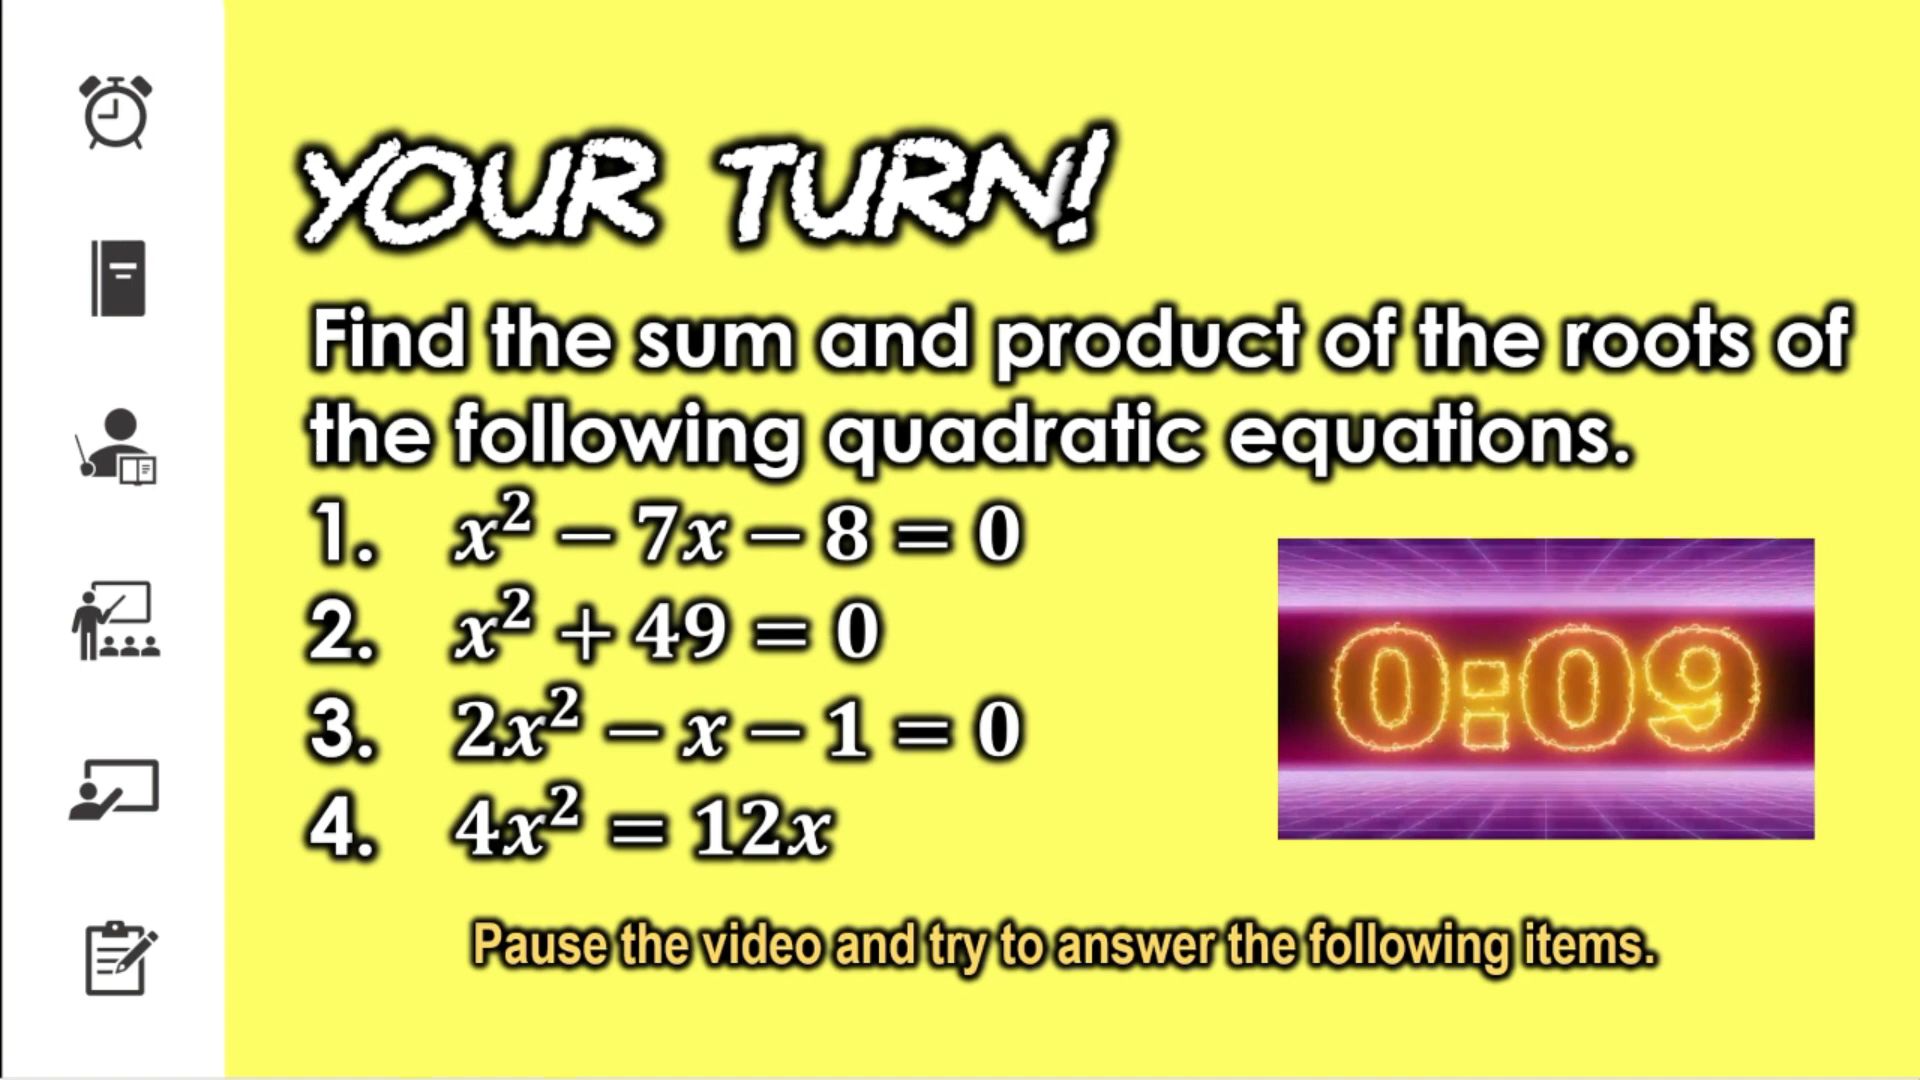 YOUR TURN!
Find the sum and product of the roots of
the following quadratic equations.
1. x² − 7x − 8 = 0
2. x² + 49 = 0
3. 2x² − x − 1 = 0
4. 4x² = 12x
0:09
Pause the video and try to answer the following items.